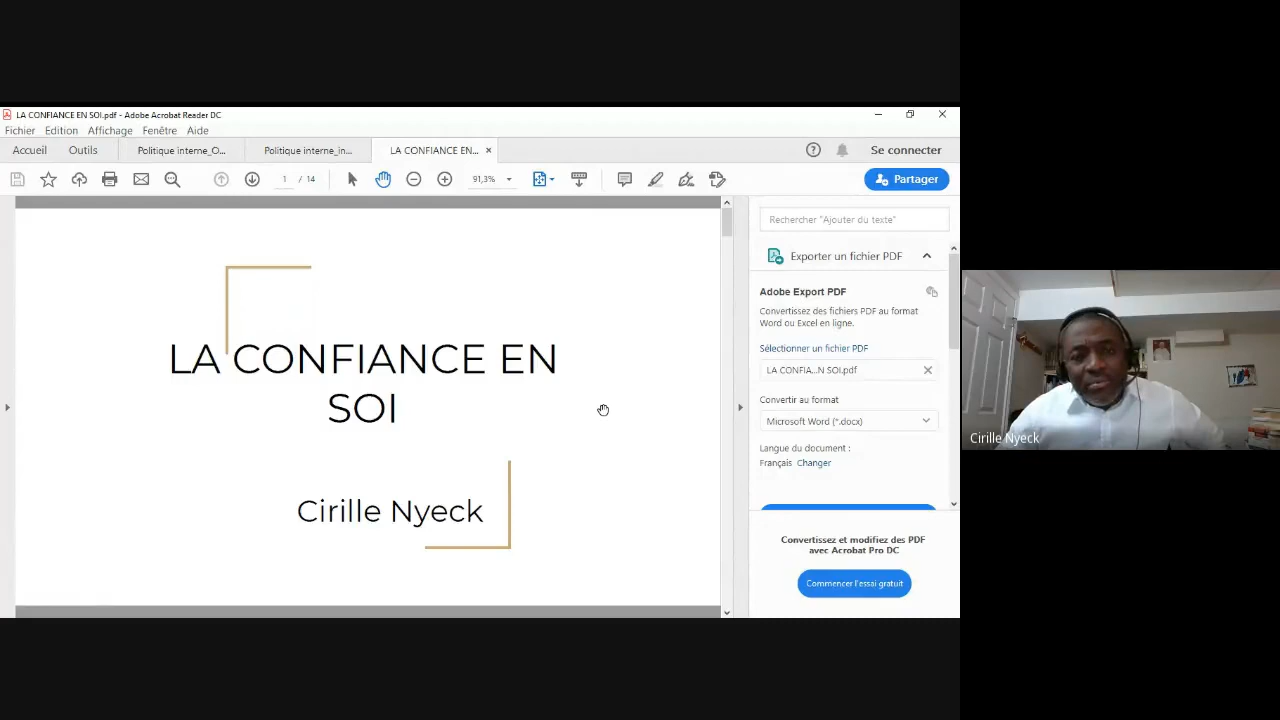 LA CONFIANCE EN SOI.pdf - Adobe Acrobat Reader DC
Fichier Edition Affichage Fenêtre Aide
Accueil Outils Politique interne_O... Politique interne_in... LA CONFIANCE EN... × Se connecter
1 / 14 91,3% Partager
LA CONFIANCE EN
SOI
Cirille Nyeck
Rechercher "Ajouter du texte"
Exporter un fichier PDF
Adobe Export PDF
Convertissez des fichiers PDF au format
Word ou Excel en ligne.
Sélectionner un fichier PDF
LA CONFIA...N SOI.pdf
Convertir au format
Microsoft Word (*.docx)
Langue du document :
Français Changer
Convertissez et modifiez des PDF
avec Acrobat Pro DC
Commencer l'essai gratuit
Cirille Nyeck